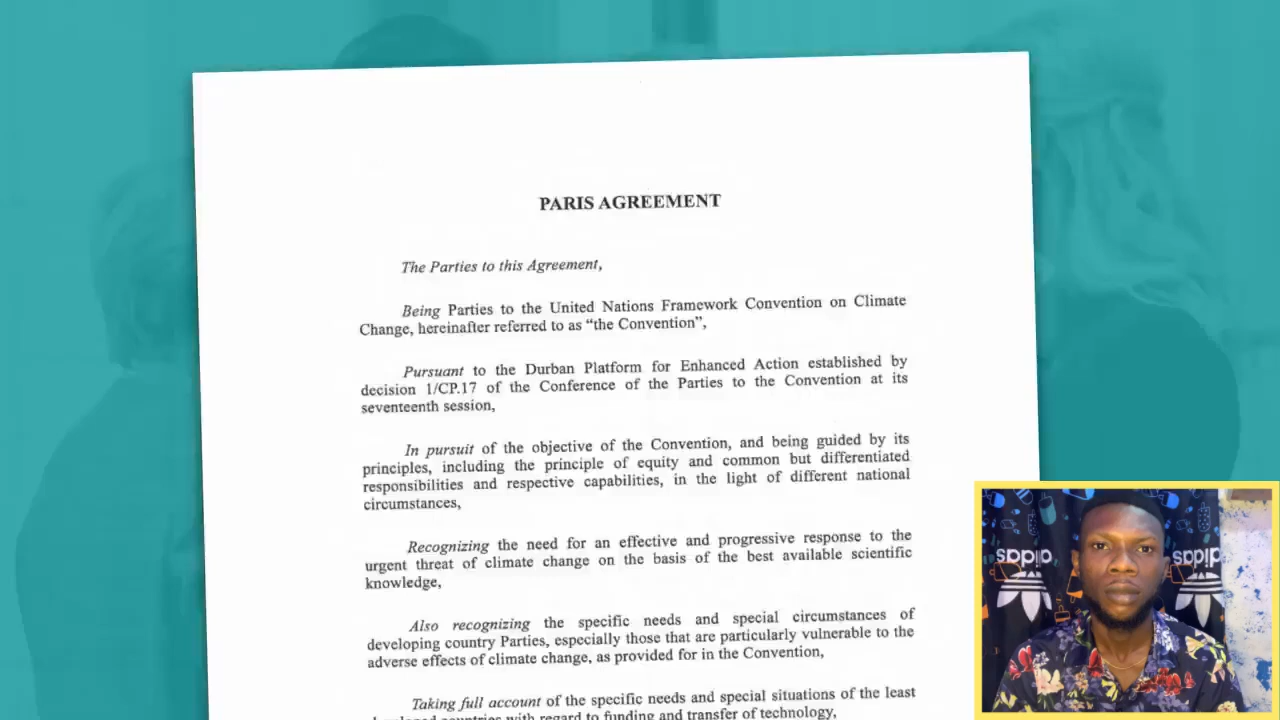 PARIS AGREEMENT
The Parties to this Agreement,
Being Parties to the United Nations Framework Convention on Climate
Change, hereinafter referred to as “the Convention”,
Pursuant to the Durban Platform for Enhanced Action established by
decision 1/CP.17 of the Conference of the Parties to the Convention at its
seventeenth session,
In pursuit of the objective of the Convention, and being guided by its
principles, including the principle of equity and common but differentiated
responsibilities and respective capabilities, in the light of different national
circumstances,
Recognizing the need for an effective and progressive response to the
urgent threat of climate change on the basis of the best available scientific
knowledge,
Also recognizing the specific needs and special circumstances of
developing country Parties, especially those that are particularly vulnerable to the
adverse effects of climate change, as provided for in the Convention,
Taking full account of the specific needs and special situations of the least
developed countries with regard to funding and transfer of technology,
adidas
adidas